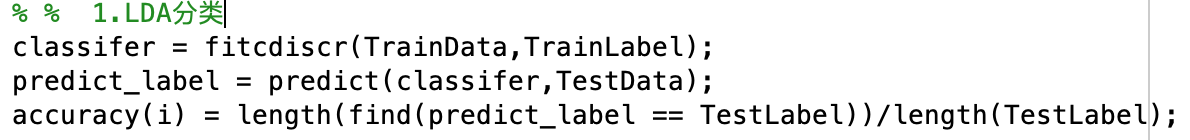 % %  1.LDA分类
classifer = fitcdiscr(TrainData,TrainLabel);
predict_label = predict(classifer,TestData);
accuracy(i) = length(find(predict_label == TestLabel))/length(TestLabel);